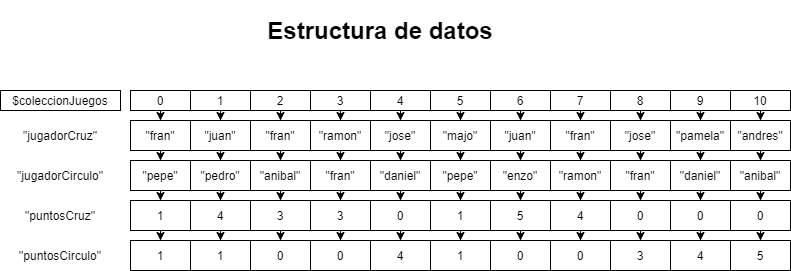 Estructura de datos
$coleccionJuegos 0 1 2 3 4 5 6 7 8 9 10
"jugadorCruz" "fran" "juan" "fran" "ramon" "jose" "majo" "juan" "fran" "jose" "pamela" "andres"
"jugadorCirculo" "pepe" "pedro" "anibal" "fran" "daniel" "pepe" "enzo" "ramon" "fran" "daniel" "anibal"
"puntosCruz" 1 4 3 3 0 1 5 4 0 0 0
"puntosCirculo" 1 1 0 0 4 1 0 0 3 4 5